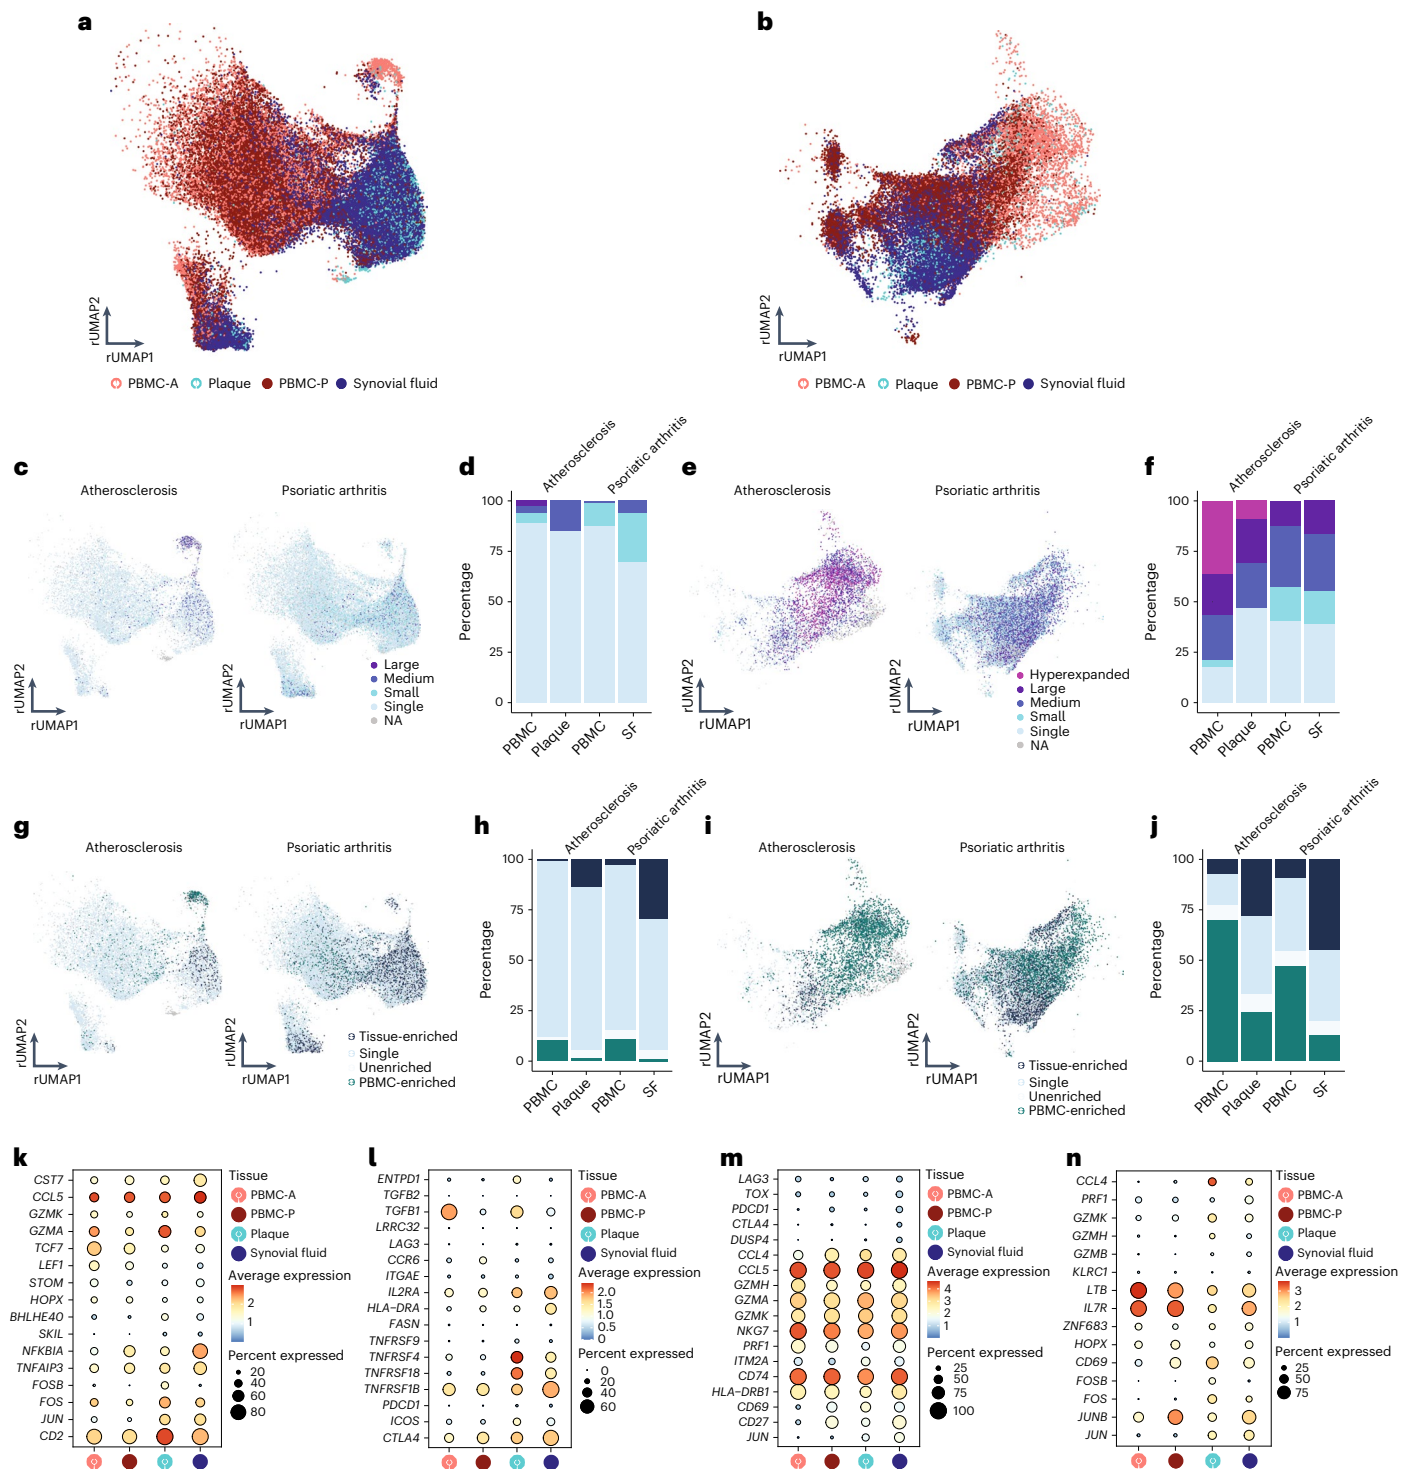 a
b
rUMAP2
rUMAP1
rUMAP2
rUMAP1
PBMC-A Plaque PBMC-P Synovial fluid
PBMC-A Plaque PBMC-P Synovial fluid
c
Atherosclerosis
Psoriatic arthritis
rUMAP2
rUMAP1
rUMAP2
rUMAP1
Large
Medium
Small
Single
NA
d
Atherosclerosis
Psoriatic arthritis
Percentage
100
75
50
25
0
PBMC
Plaque
PBMC
SF
e
Atherosclerosis
Psoriatic arthritis
rUMAP2
rUMAP1
rUMAP2
rUMAP1
Hyperexpanded
Large
Medium
Small
Single
NA
f
Atherosclerosis
Psoriatic arthritis
Percentage
100
75
50
25
0
PBMC
Plaque
PBMC
SF
g
Atherosclerosis
Psoriatic arthritis
rUMAP2
rUMAP1
rUMAP2
rUMAP1
Tissue-enriched
Single
Unenriched
PBMC-enriched
h
Atherosclerosis
Psoriatic arthritis
Percentage
100
75
50
25
0
PBMC
Plaque
PBMC
SF
i
Atherosclerosis
Psoriatic arthritis
rUMAP2
rUMAP1
rUMAP2
rUMAP1
Tissue-enriched
Single
Unenriched
PBMC-enriched
j
Atherosclerosis
Psoriatic arthritis
Percentage
100
75
50
25
0
PBMC
Plaque
PBMC
SF
k
CST7
CCL5
GZMK
GZMA
TCF7
LEF1
STOM
HOPX
BHLHE40
SKIL
NFKBIA
TNFAIP3
FOSB
FOS
JUN
CD2
Tissue
PBMC-A
PBMC-P
Plaque
Synovial fluid
Average expression
2
1
Percent expressed
20
40
60
80
l
ENTPD1
TGFB2
TGFB1
LRRC32
LAG3
CCR6
ITGAE
IL2RA
HLA-DRA
FASN
TNFRSF9
TNFRSF4
TNFRSF18
TNFRSF1B
PDCD1
ICOS
CTLA4
Tissue
PBMC-A
PBMC-P
Plaque
Synovial fluid
Average expression
2.0
1.5
1.0
0.5
0
Percent expressed
0
20
40
60
m
LAG3
TOX
PDCD1
CTLA4
DUSP4
CCL4
CCL5
GZMH
GZMA
GZMK
NKG7
PRF1
ITM2A
CD74
HLA-DRB1
CD69
CD27
JUN
Tissue
PBMC-A
PBMC-P
Plaque
Synovial fluid
Average expression
4
3
2
1
Percent expressed
25
50
75
100
n
CCL4
PRF1
GZMK
GZMH
GZMB
KLRC1
LTB
IL7R
ZNF683
HOPX
CD69
FOSB
FOS
JUNB
JUN
Tissue
PBMC-A
PBMC-P
Plaque
Synovial fluid
Average expression
3
2
1
Percent expressed
25
50
75